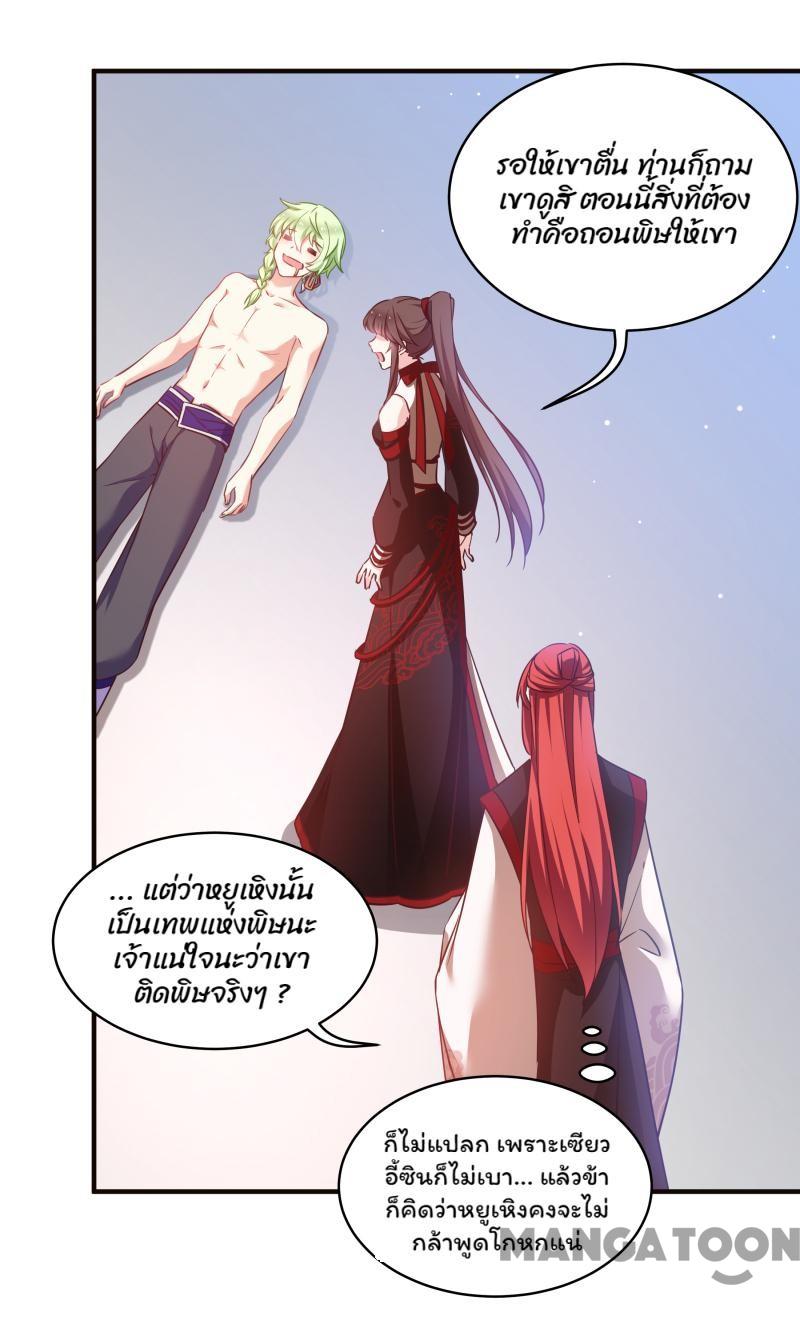 รอให้เขาตื่น ท่านก็ถาม
เขาดูสิ ตอนนี้สิ่งที่ต้อง
ทำคือถอนพิษให้เขา
... แต่ว่าหยูเหิงนั้น
เป็นเทพแห่งพิษนะ
เจ้าแน่ใจนะว่าเขา
ติดพิษจริงๆ ?
ก็ไม่แปลก เพราะเซียว
อี้ซินก็ไม่เบา... แล้วข้า
ก็คิดว่าหยูเหิงคงจะไม่
กล้าพูดโกหกแน่
MANGATOON